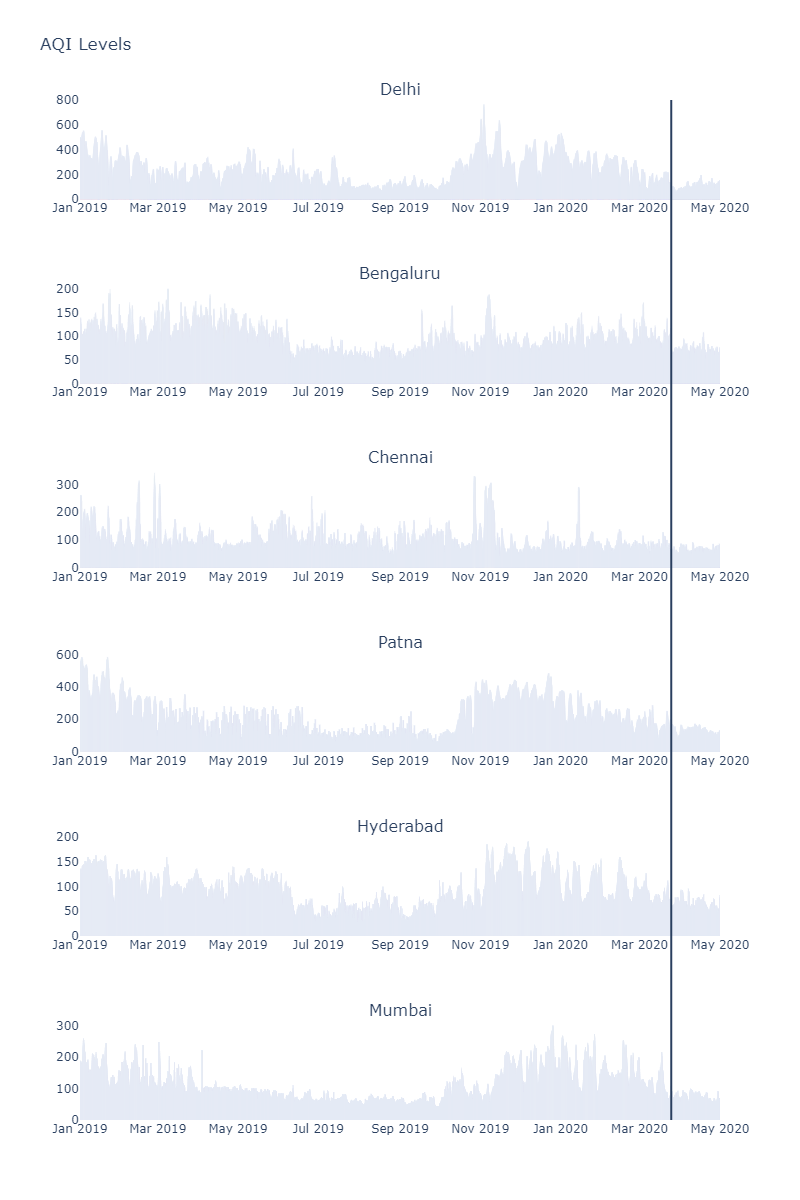 AQI Levels
Delhi
800
600
400
200
0
Jan 2019 Mar 2019 May 2019 Jul 2019 Sep 2019 Nov 2019 Jan 2020 Mar 2020 May 2020
Bengaluru
200
150
100
50
0
Jan 2019 Mar 2019 May 2019 Jul 2019 Sep 2019 Nov 2019 Jan 2020 Mar 2020 May 2020
Chennai
300
200
100
0
Jan 2019 Mar 2019 May 2019 Jul 2019 Sep 2019 Nov 2019 Jan 2020 Mar 2020 May 2020
Patna
600
400
200
0
Jan 2019 Mar 2019 May 2019 Jul 2019 Sep 2019 Nov 2019 Jan 2020 Mar 2020 May 2020
Hyderabad
200
150
100
50
0
Jan 2019 Mar 2019 May 2019 Jul 2019 Sep 2019 Nov 2019 Jan 2020 Mar 2020 May 2020
Mumbai
300
200
100
0
Jan 2019 Mar 2019 May 2019 Jul 2019 Sep 2019 Nov 2019 Jan 2020 Mar 2020 May 2020